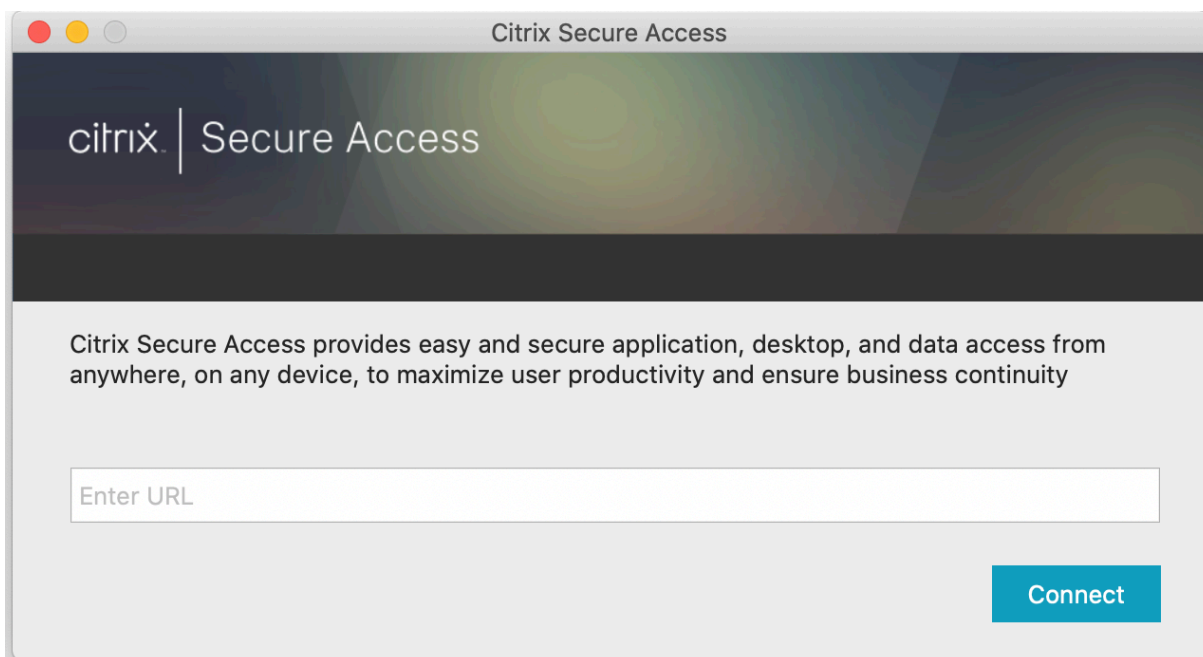 Citrix Secure Access
citrix. | Secure Access
Citrix Secure Access provides easy and secure application, desktop, and data access from
anywhere, on any device, to maximize user productivity and ensure business continuity
Enter URL
Connect